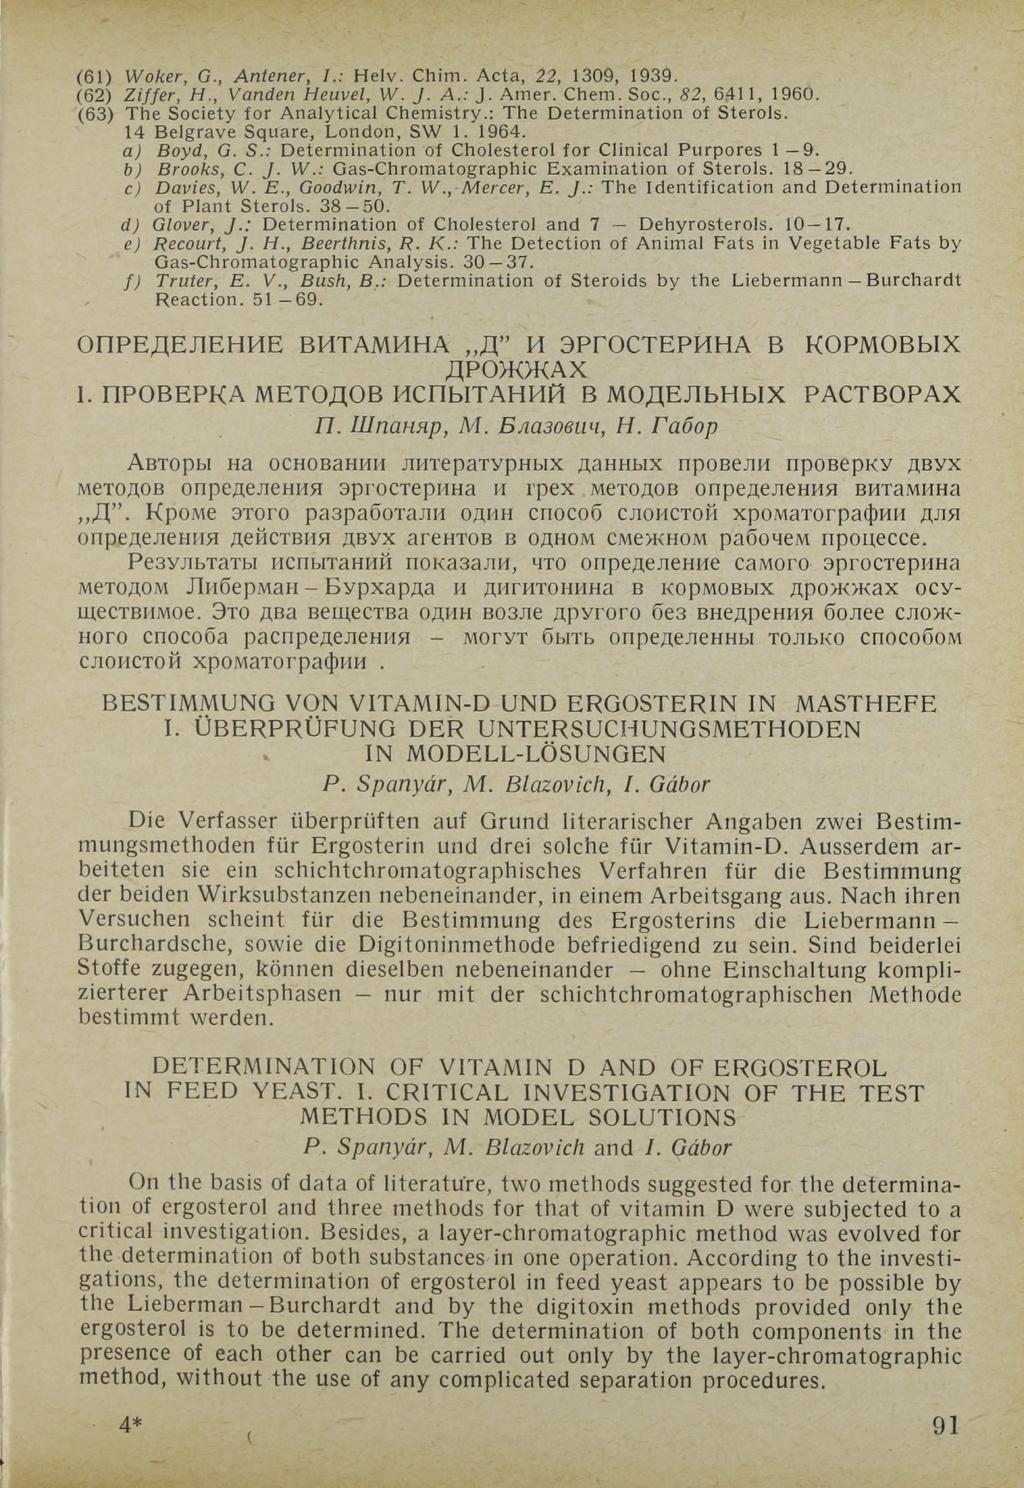 (61) Woker, G., Antener, I.: Helv. Chim. Acta, 22, 1309, 1939.
(62) Ziffer, H., Vanden Heuvel, W. J. A.: J. Amer. Chem. Soc., 82, 6411, 1960.
(63) The Society for Analytical Chemistry.: The Determination of Sterols.
14 Belgrave Square, London, SW 1. 1964.
a) Boyd, G. S.: Determination of Cholesterol for Clinical Purpores 1 — 9.
b) Brooks, C. J. W.: Gas-Chromatographic Examination of Sterols. 18 — 29.
c) Davies, W. E., Goodwin, T. W., Mercer, E. J.: The Identification and Determination
of Plant Sterols. 38 — 50.
d) Glover, J.: Determination of Cholesterol and 7 — Dehyrosterols. 10 — 17.
e) Recourt, J. H., Beerthnis, R. K.: The Detection of Animal Fats in Vegetable Fats by
Gas-Chromatographic Analysis. 30 — 37.
f) Truter, E. V., Bush, B.: Determination of Steroids by the Liebermann — Burchardt
Reaction. 51 — 69.
ОПРЕДЕЛЕНИЕ ВИТАМИНА „Д” И ЭРГОСТЕРИНА В КОРМОВЫХ
ДРОЖЖАХ
I. ПРОВЕРКА МЕТОДОВ ИСПЫТАНИЙ В МОДЕЛЬНЫХ РАСТВОРАХ
П. Шпаняр, М. Блазович, Н. Габор
Авторы на основании литературных данных провели проверку двух
методов определения эргостерина и трех методов определения витамина
„Д”. Кроме этого разработали один способ слоистой хроматографии для
определения действия двух агентов в одном смежном рабочем процессе.
Результаты испытаний показали, что определение самого эргостерина
методом Либерман – Бурхарда и дигитонина в кормовых дрожжах осу-
ществимое. Это два вещества один возле другого без внедрения более слож-
ного способа распределения – могут быть определенны только способом
слоистой хроматографии .
BESTIMMUNG VON VITAMIN-D UND ERGOSTERIN IN MASTHEFE
I. ÜBERPRÜFUNG DER UNTERSUCHUNGSMETHODEN
IN MODELL-LÖSUNGEN
P. Spanyár, M. Blazovich, I. Gábor
Die Verfasser überprüften auf Grund literarischer Angaben zwei Bestim-
mungsmethoden für Ergosterin und drei solche für Vitamin-D. Ausserdem ar-
beiteten sie ein schichtchromatographisches Verfahren für die Bestimmung
der beiden Wirksubstanzen nebeneinander, in einem Arbeitsgang aus. Nach ihren
Versuchen scheint für die Bestimmung des Ergosterins die Liebermann —
Burchardsche, sowie die Digitoninmethode befriedigend zu sein. Sind beiderlei
Stoffe zugegen, können dieselben nebeneinander — ohne Einschaltung kompli-
zierterer Arbeitsphasen — nur mit der schichtchromatographischen Methode
bestimmt werden.
DETERMINATION OF VITAMIN D AND OF ERGOSTEROL
IN FEED YEAST. I. CRITICAL INVESTIGATION OF THE TEST
METHODS IN MODEL SOLUTIONS
P. Spanyár, M. Blazovich and I. Gábor
On the basis of data of literature, two methods suggested for the determina-
tion of ergosterol and three methods for that of vitamin D were subjected to a
critical investigation. Besides, a layer-chromatographic method was evolved for
the determination of both substances in one operation. According to the investi-
gations, the determination of ergosterol in feed yeast appears to be possible by
the Lieberman — Burchardt and by the digitoxin methods provided only the
ergosterol is to be determined. The determination of both components in the
presence of each other can be carried out only by the layer-chromatographic
method, without the use of any complicated separation procedures.
4* 91